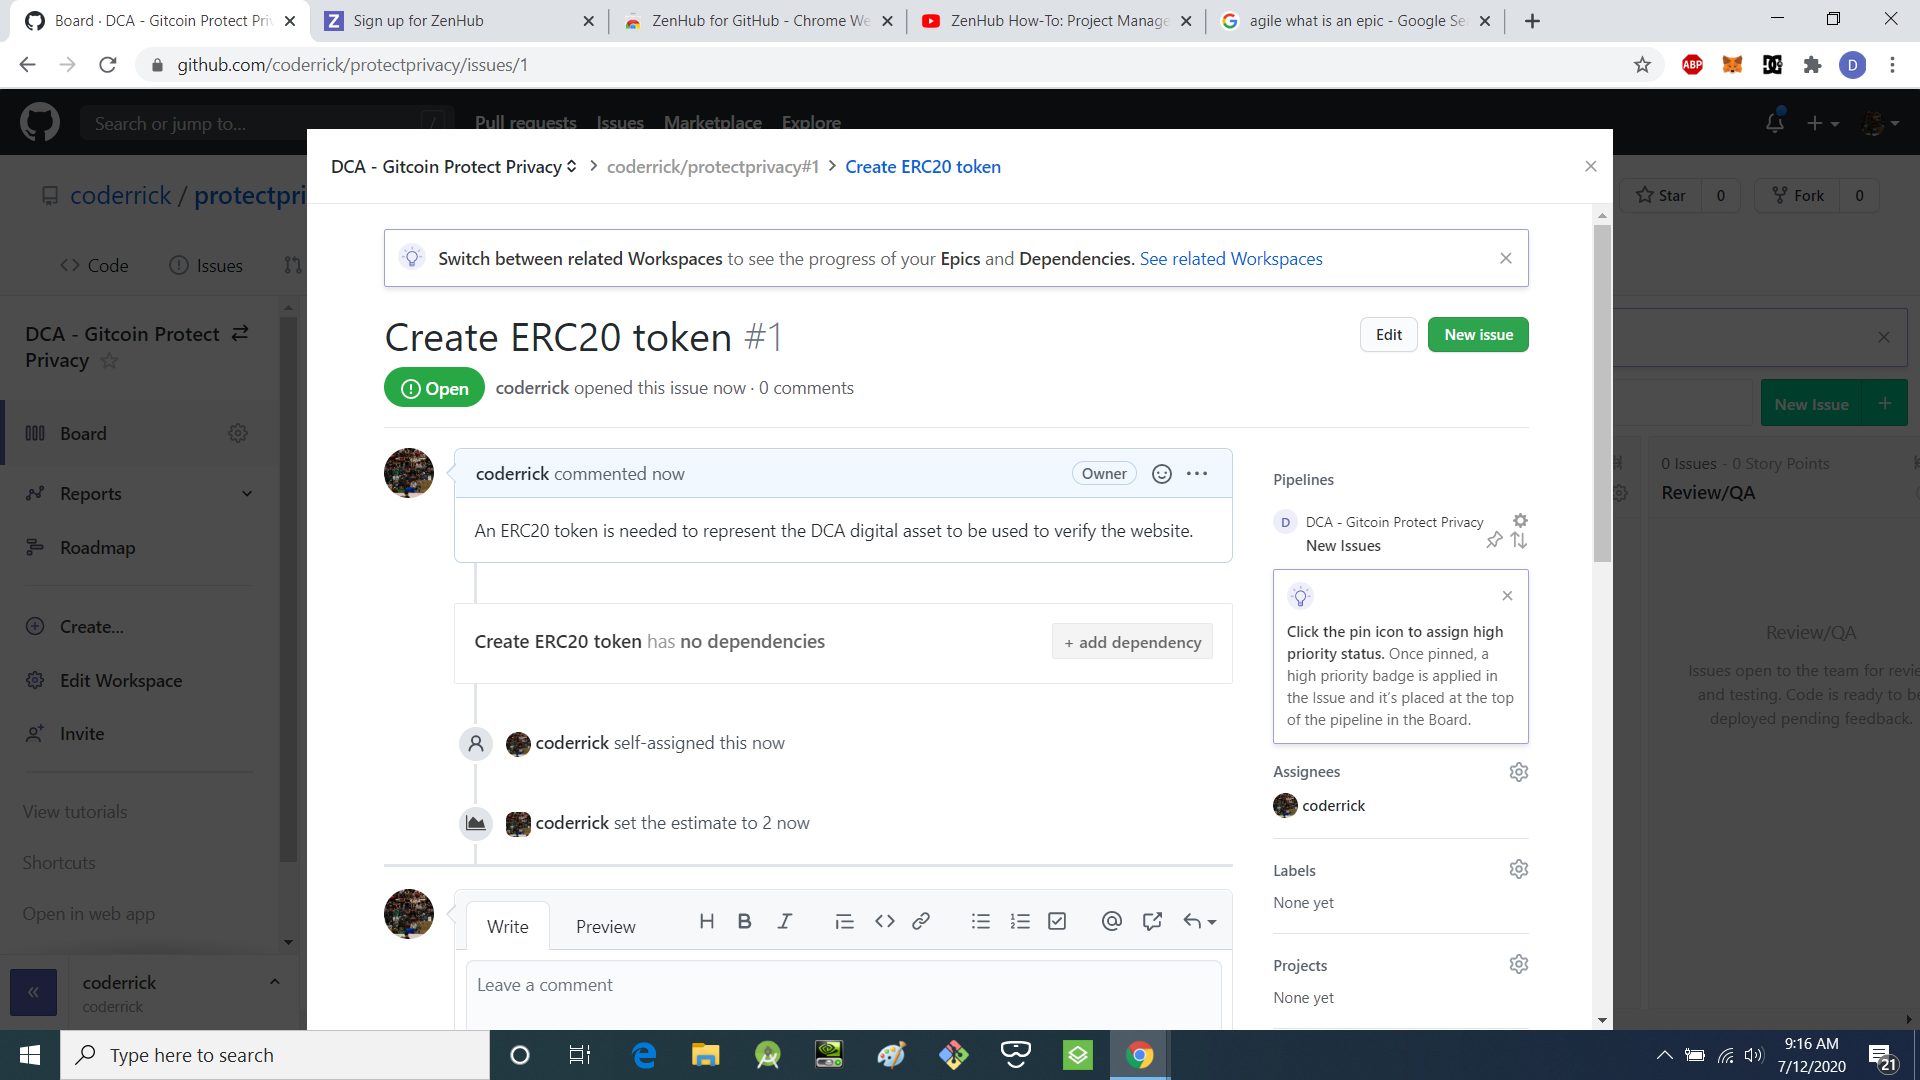 Board · DCA - Gitcoin Protect Priv
Sign up for ZenHub
ZenHub for GitHub - Chrome We
ZenHub How-To: Project Manage
agile what is an epic - Google Se
github.com/coderrick/protectprivacy/issues/1
ABP
D
Search or jump to...
/
Pull requests
Issues
Marketplace
Explore
DCA - Gitcoin Protect Privacy
coderrick/protectprivacy#1
Create ERC20 token
coderrick / protectpri
Star
0
Fork
0
Code
Issues
Switch between related Workspaces to see the progress of your Epics and Dependencies. See related Workspaces
DCA - Gitcoin Protect
Privacy
Create ERC20 token #1
Edit
New issue
Open
coderrick opened this issue now · 0 comments
New Issue
Board
Reports
Roadmap
Create...
Edit Workspace
Invite
View tutorials
Shortcuts
Open in web app
coderrick
coderrick
coderrick commented now
Owner
An ERC20 token is needed to represent the DCA digital asset to be used to verify the website.
Create ERC20 token has no dependencies
+ add dependency
coderrick self-assigned this now
coderrick set the estimate to 2 now
Write
Preview
Leave a comment
Pipelines
D
DCA - Gitcoin Protect Privacy
New Issues
Click the pin icon to assign high
priority status. Once pinned, a
high priority badge is applied in
the Issue and it's placed at the top
of the pipeline in the Board.
Assignees
coderrick
Labels
None yet
Projects
None yet
0 Issues - 0 Story Points
Review/QA
Review/QA
Issues open to the team for revie
and testing. Code is ready to be
deployed pending feedback.
Type here to search
9:16 AM
7/12/2020
21